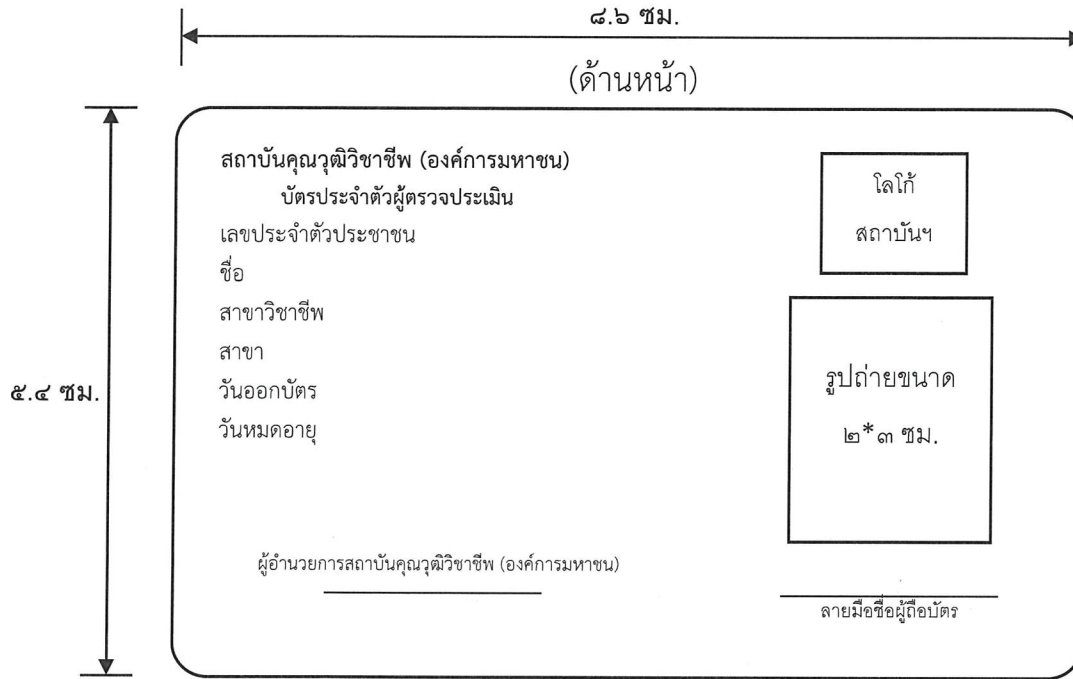 ๘.๖ ซม.
(ด้านหน้า)
สถาบันคุณวุฒิวิชาชีพ (องค์การมหาชน)
บัตรประจำตัวผู้ตรวจประเมิน
เลขประจำตัวประชาชน
ชื่อ
สาขาวิชาชีพ
สาขา
วันออกบัตร
วันหมดอายุ
โลโก้
สถาบันฯ
๕.๔ ซม.
รูปถ่ายขนาด
๒*๓ ซม.
ผู้อำนวยการสถาบันคุณวุฒิวิชาชีพ (องค์การมหาชน)
ลายมือชื่อผู้ถือบัตร